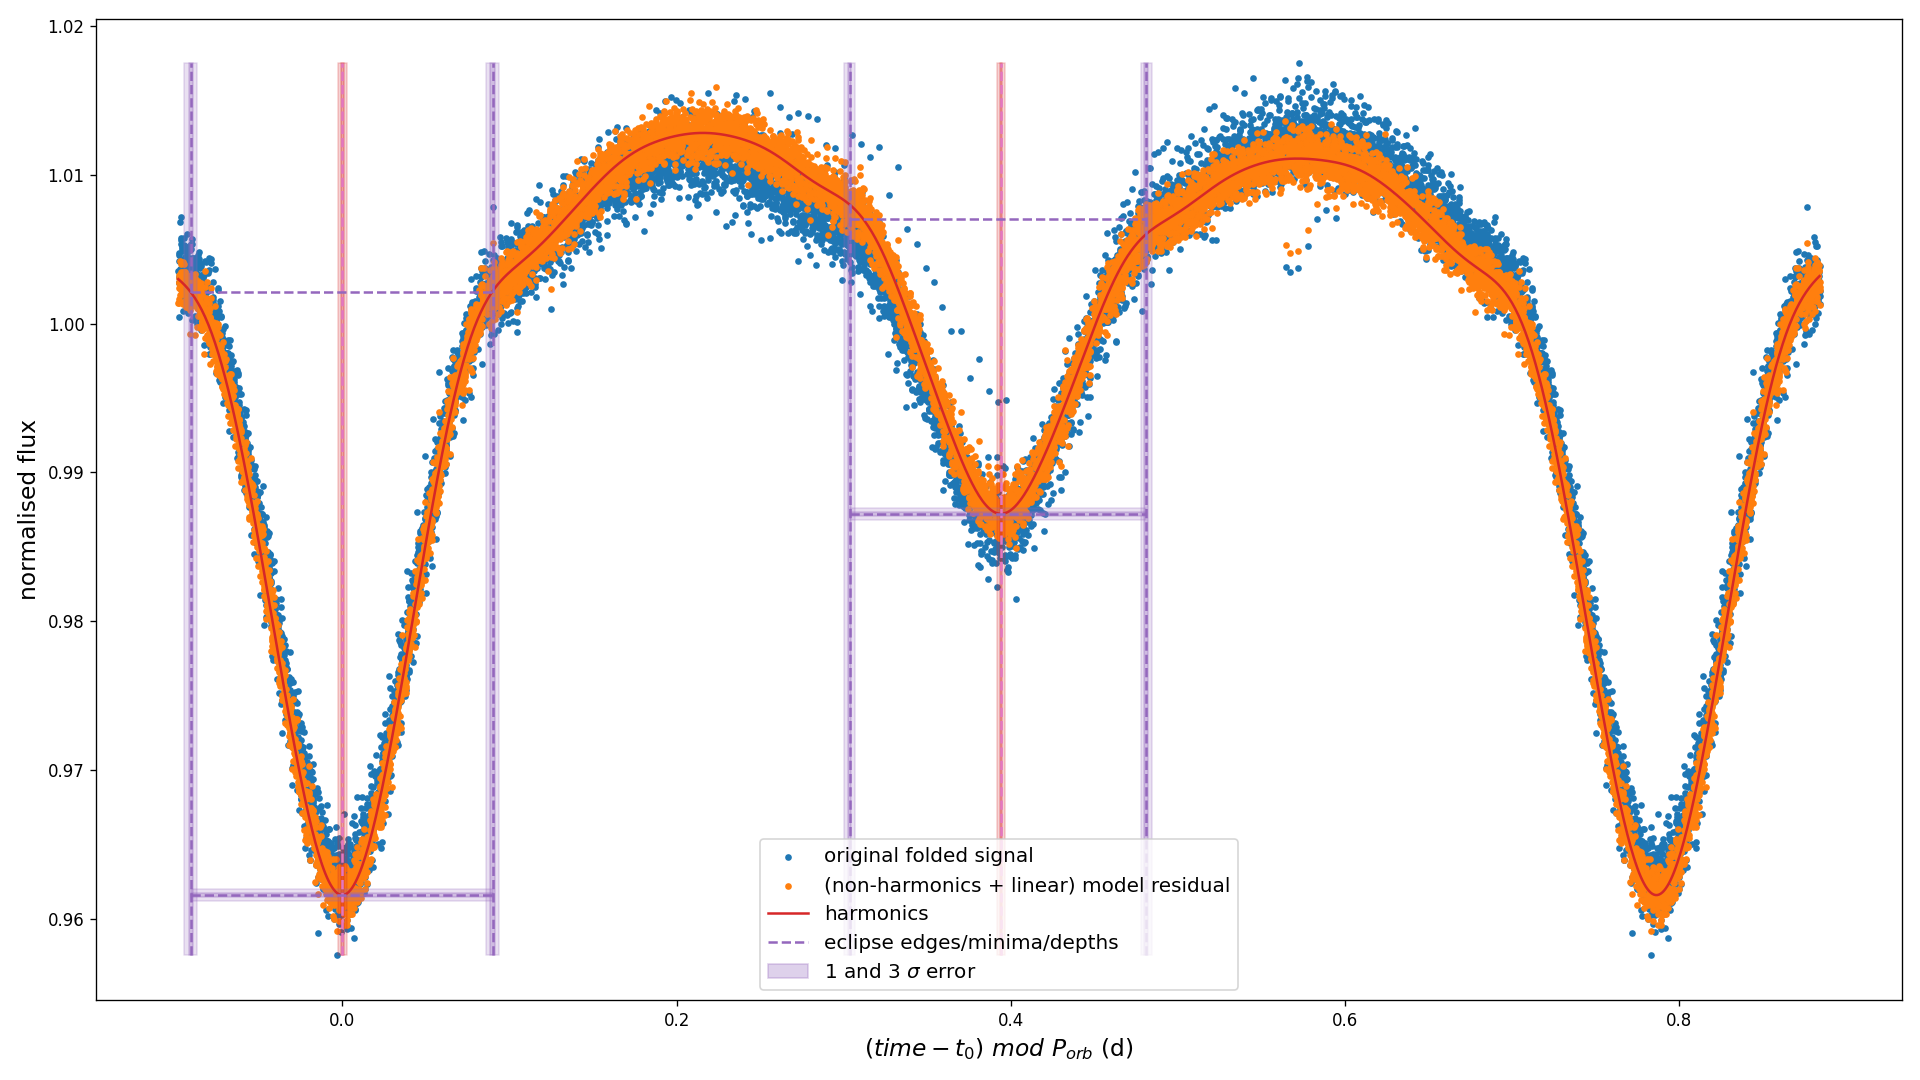 1.02
1.01
1.00
0.99
0.98
0.97
0.96
normalised flux
original folded signal
(non-harmonics + linear) model residual
harmonics
eclipse edges/minima/depths
1 and 3 σ error
0.0 0.2 0.4 0.6 0.8
(time − t₀) mod P_orb (d)